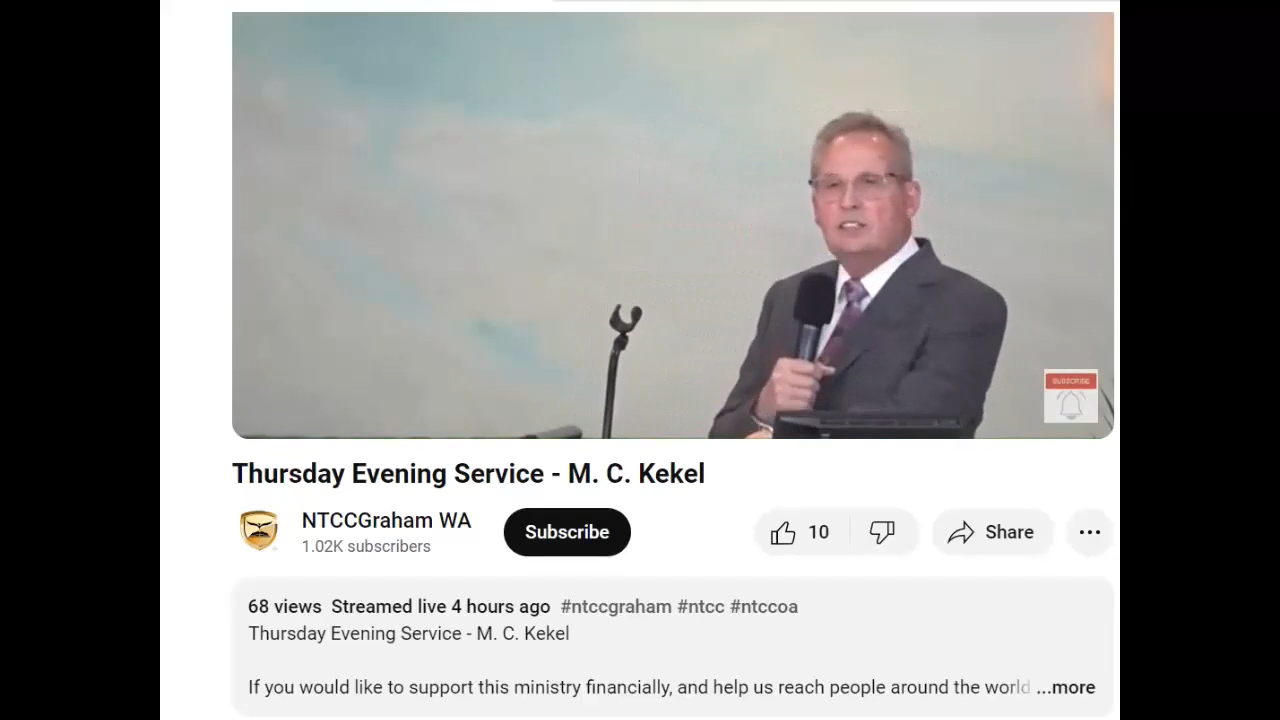 SUBSCRIBE
Thursday Evening Service - M. C. Kekel
NTCCGraham WA
1.02K subscribers
Subscribe
10
Share
68 views Streamed live 4 hours ago #ntccgraham #ntcc #ntccoa
Thursday Evening Service - M. C. Kekel
If you would like to support this ministry financially, and help us reach people around the world ...more